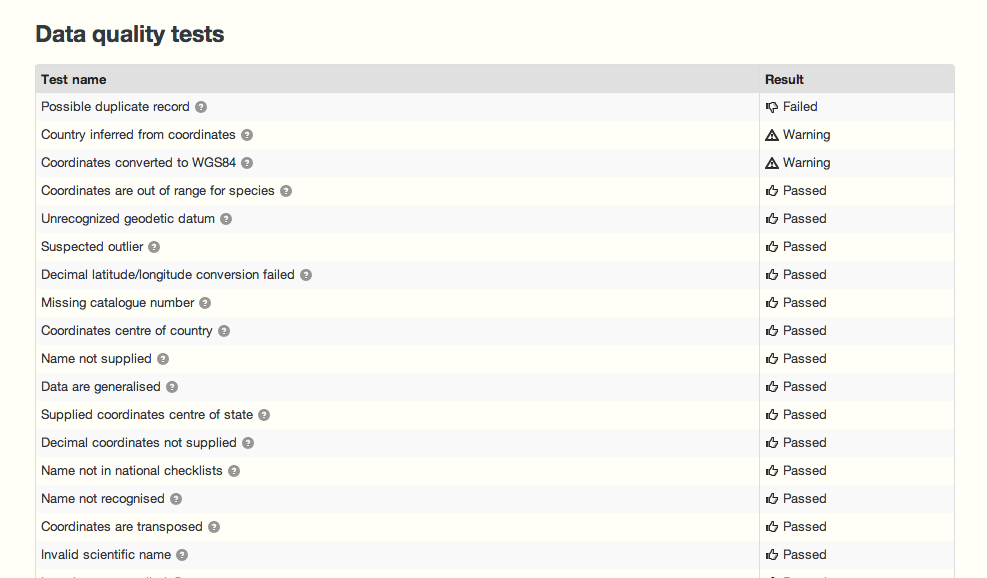 Data quality tests
Test name Result
Possible duplicate record ? Failed
Country inferred from coordinates ? Warning
Coordinates converted to WGS84 ? Warning
Coordinates are out of range for species ? Passed
Unrecognized geodetic datum ? Passed
Suspected outlier ? Passed
Decimal latitude/longitude conversion failed ? Passed
Missing catalogue number ? Passed
Coordinates centre of country ? Passed
Name not supplied ? Passed
Data are generalised ? Passed
Supplied coordinates centre of state ? Passed
Decimal coordinates not supplied ? Passed
Name not in national checklists ? Passed
Name not recognised ? Passed
Coordinates are transposed ? Passed
Invalid scientific name ? Passed